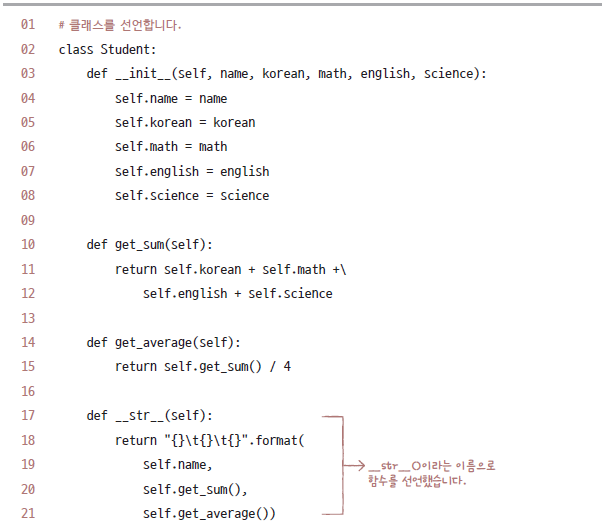 01 # 클래스를 선언합니다.
02 class Student:
03     def __init__(self, name, korean, math, english, science):
04         self.name = name
05         self.korean = korean
06         self.math = math
07         self.english = english
08         self.science = science
09
10     def get_sum(self):
11         return self.korean + self.math +\
12             self.english + self.science
13
14     def get_average(self):
15         return self.get_sum() / 4
16
17     def __str__(self):
18         return "{}\t{}\t{}".format(
19             self.name,
20             self.get_sum(),
21             self.get_average())
__str__()이라는 이름으로
함수를 선언했습니다.